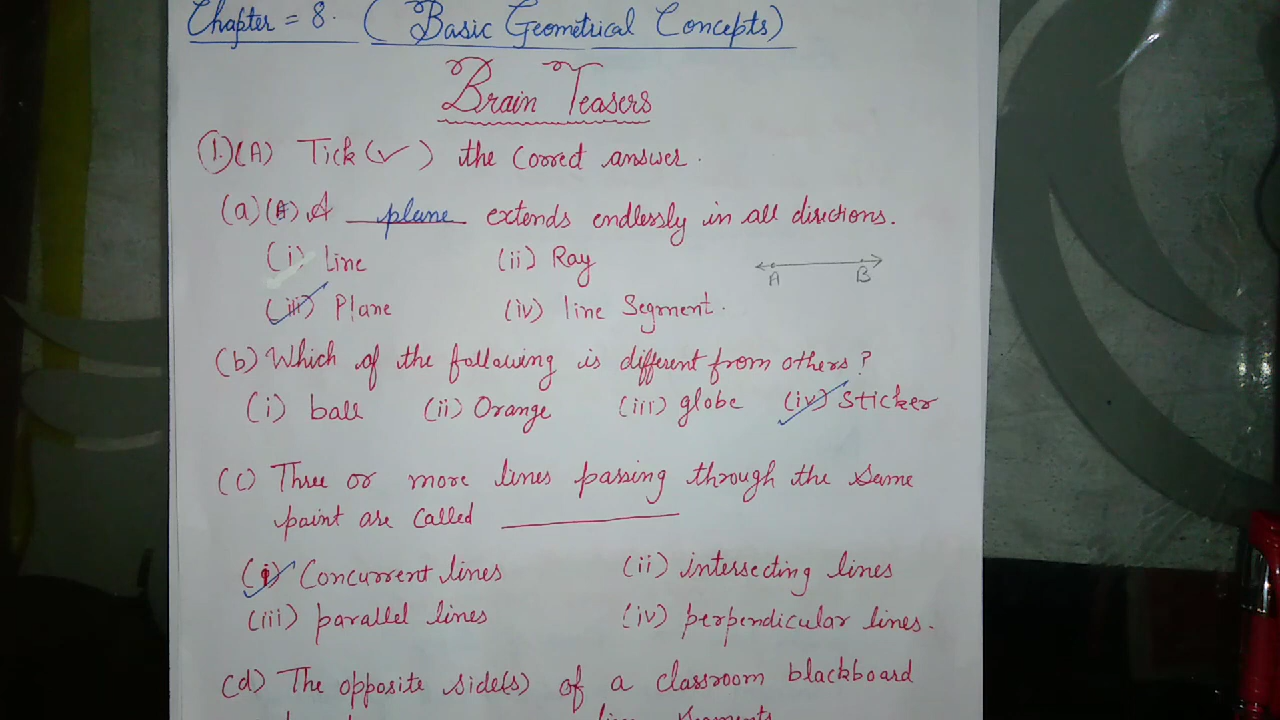 Chapter = 8. ( Basic Geometrical Concepts)
Brain Teasers
1.(A) Tick (✓) the correct answer.
(a)(A) A plane extends endlessly in all directions.
(i) line (ii) Ray
A B
(iii) Plane (iv) line Segment.
(b) Which of the following is different from others?
(i) ball (ii) Orange (iii) globe (iv) Sticker
(c) Three or more lines passing through the same
point are called ________
(i) Concurrent lines (ii) intersecting lines
(iii) parallel lines (iv) perpendicular lines.
(d) The opposite side(s) of a classroom blackboard
line segments